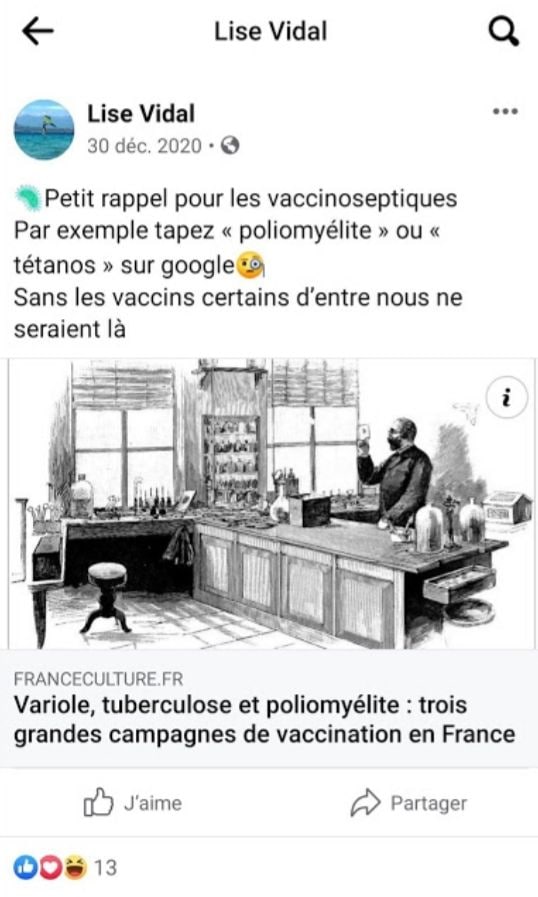 Lise Vidal
Lise Vidal
30 déc. 2020 •
Petit rappel pour les vaccinoseptiques
Par exemple tapez « poliomyélite » ou «
tétanos » sur google
Sans les vaccins certains d'entre nous ne
seraient là
i
FRANCECULTURE.FR
Variole, tuberculose et poliomyélite : trois
grandes campagnes de vaccination en France
J'aime
Partager
13